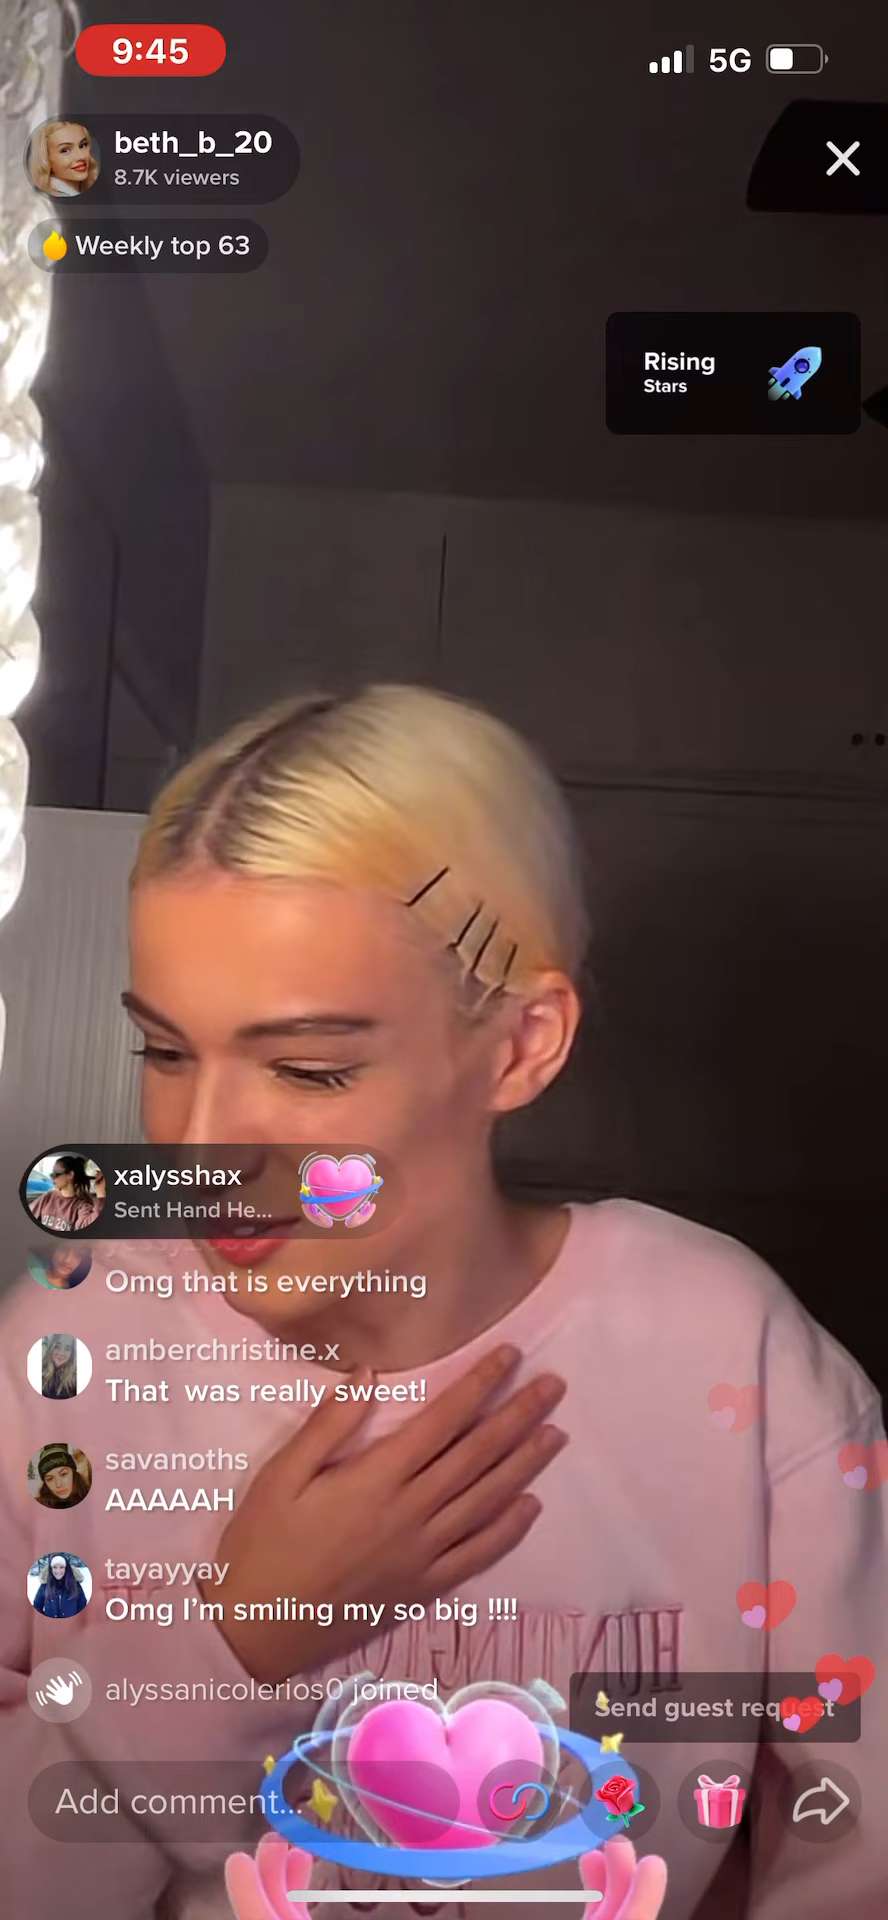 9:45
5G
beth_b_20
8.7K viewers
Weekly top 63
Rising
Stars
xalysshax
Sent Hand He...
Omg that is everything
amberchristine.x
That was really sweet!
savanoths
AAAAAH
tayayyay
Omg I'm smiling my so big !!!!
alyssanicolerios0 joined
Send guest request
Add comment...